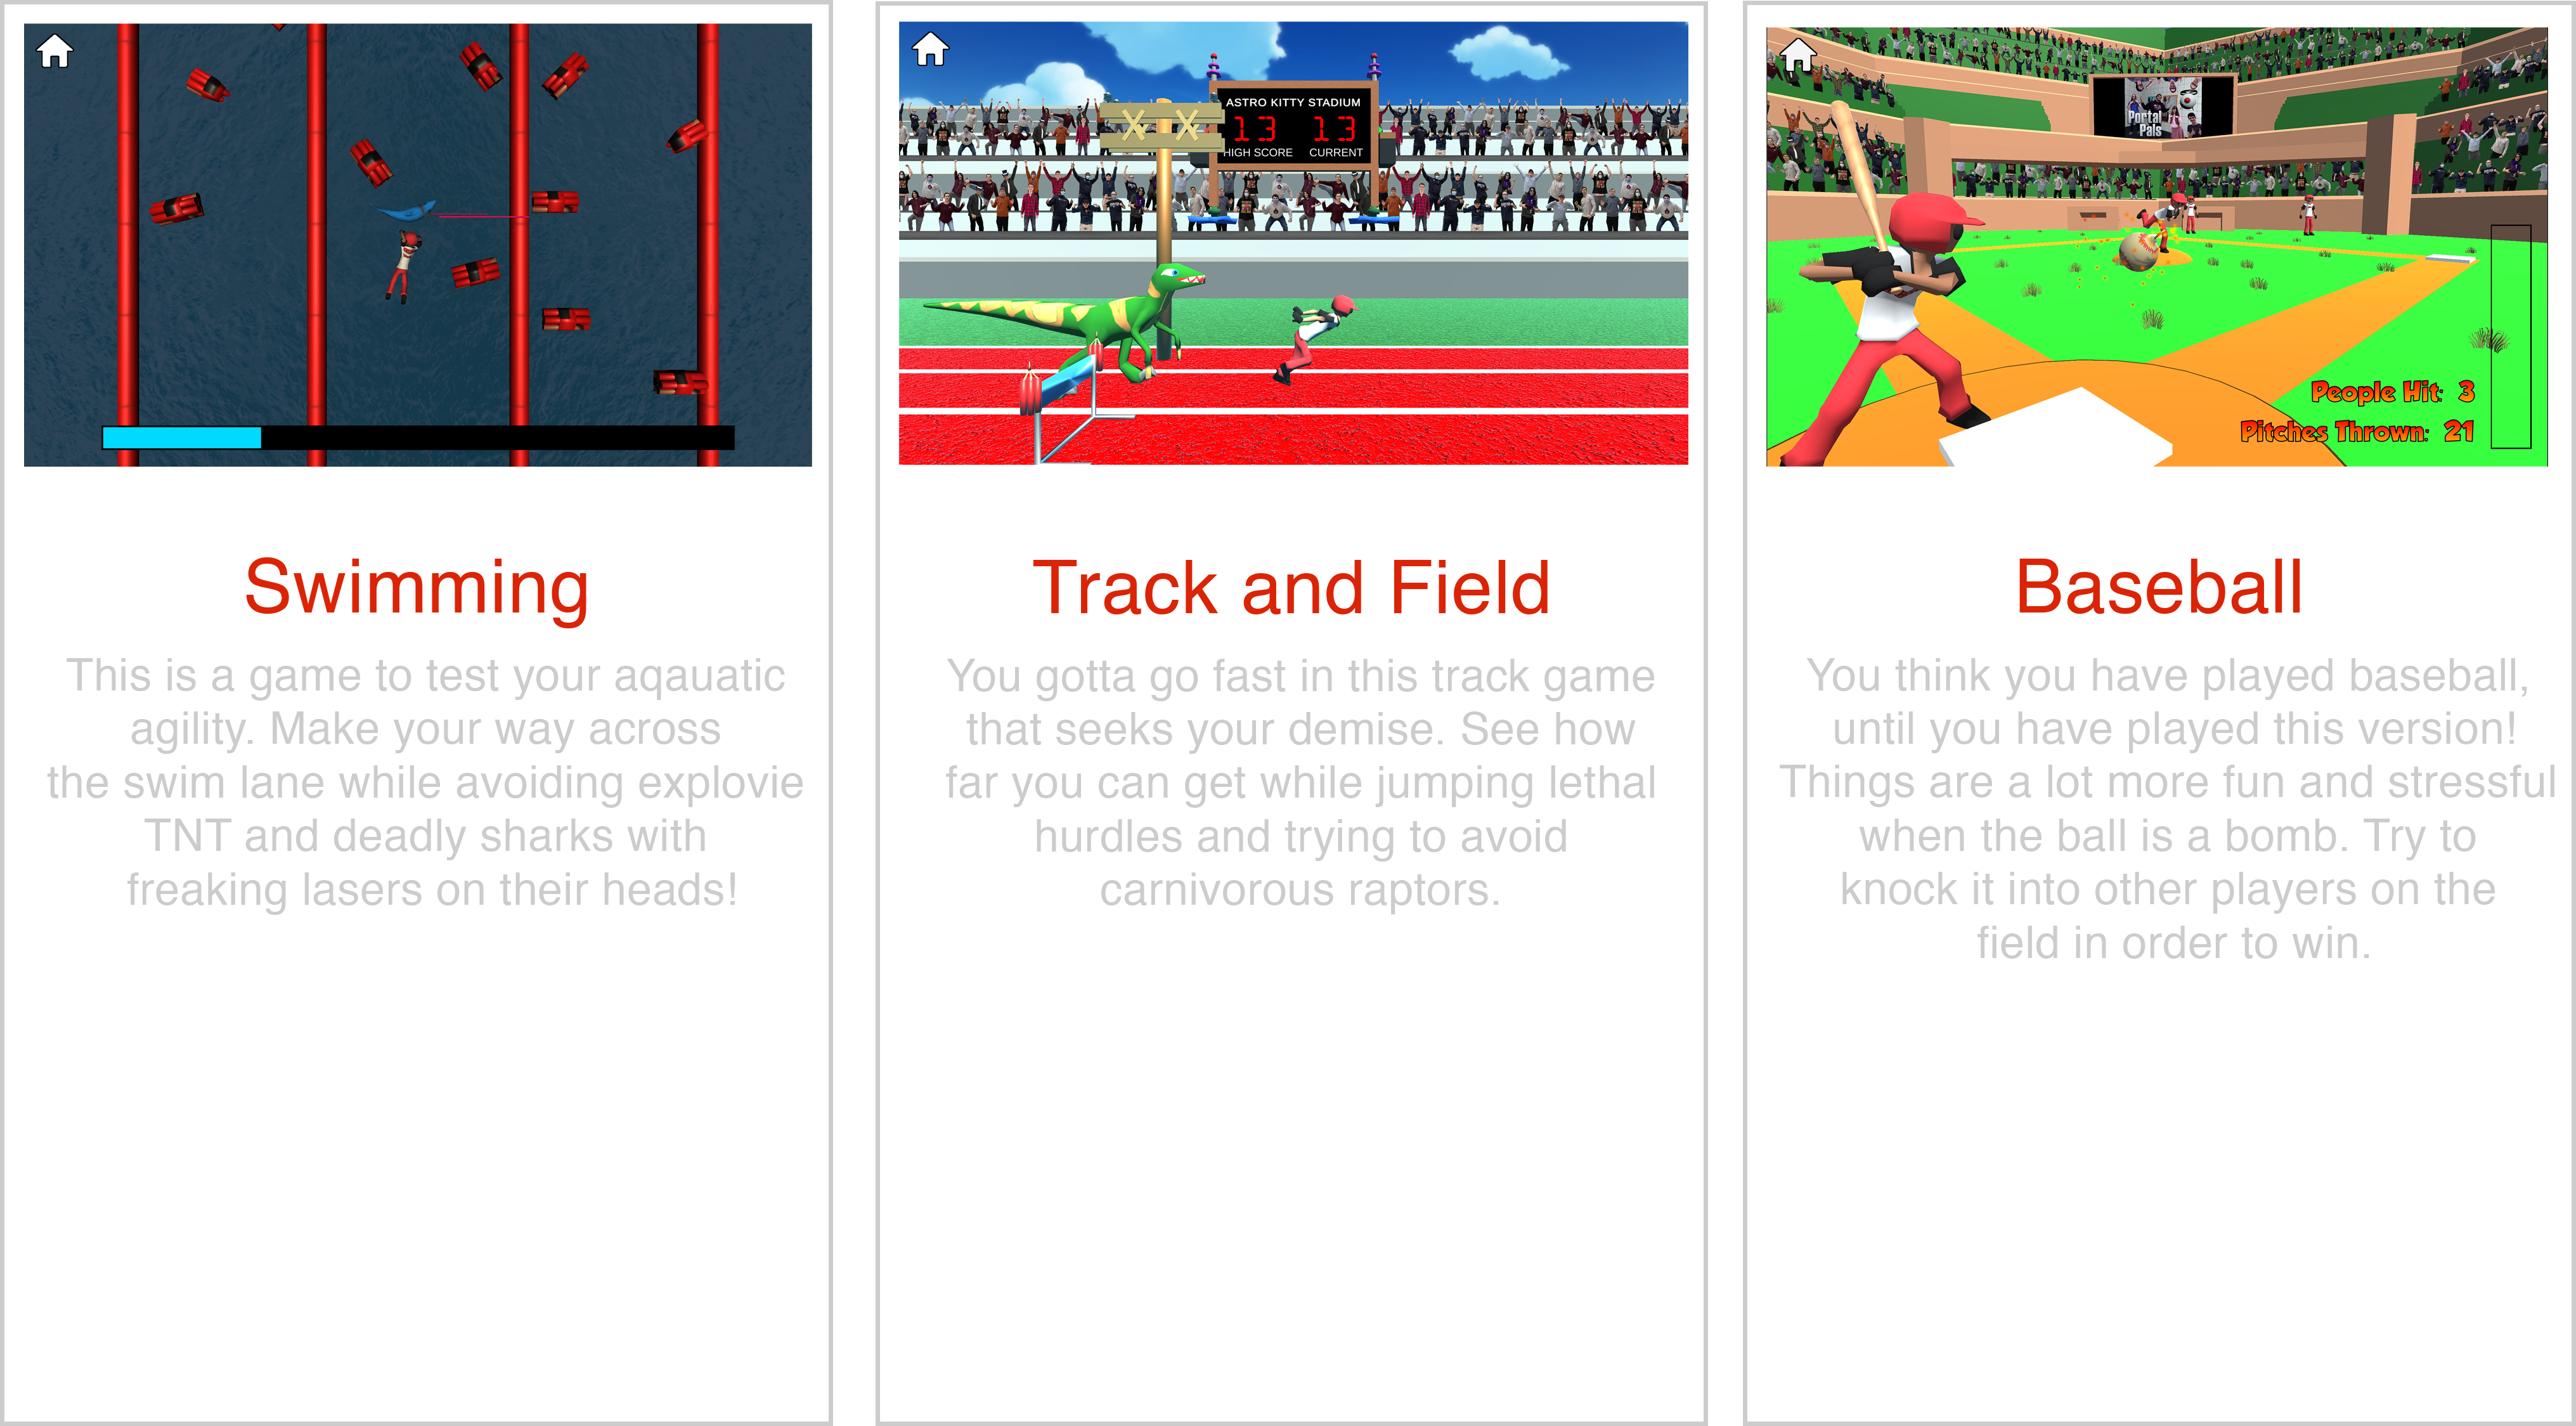 ASTRO KITTY STADIUM
13 13
HIGH SCORE CURRENT
Portal
Pals
People Hit: 3
Pitches Thrown: 21
Swimming
This is a game to test your aqauatic
agility. Make your way across
the swim lane while avoiding explovie
TNT and deadly sharks with
freaking lasers on their heads!
Track and Field
You gotta go fast in this track game
that seeks your demise. See how
far you can get while jumping lethal
hurdles and trying to avoid
carnivorous raptors.
Baseball
You think you have played baseball,
until you have played this version!
Things are a lot more fun and stressful
when the ball is a bomb. Try to
knock it into other players on the
field in order to win.